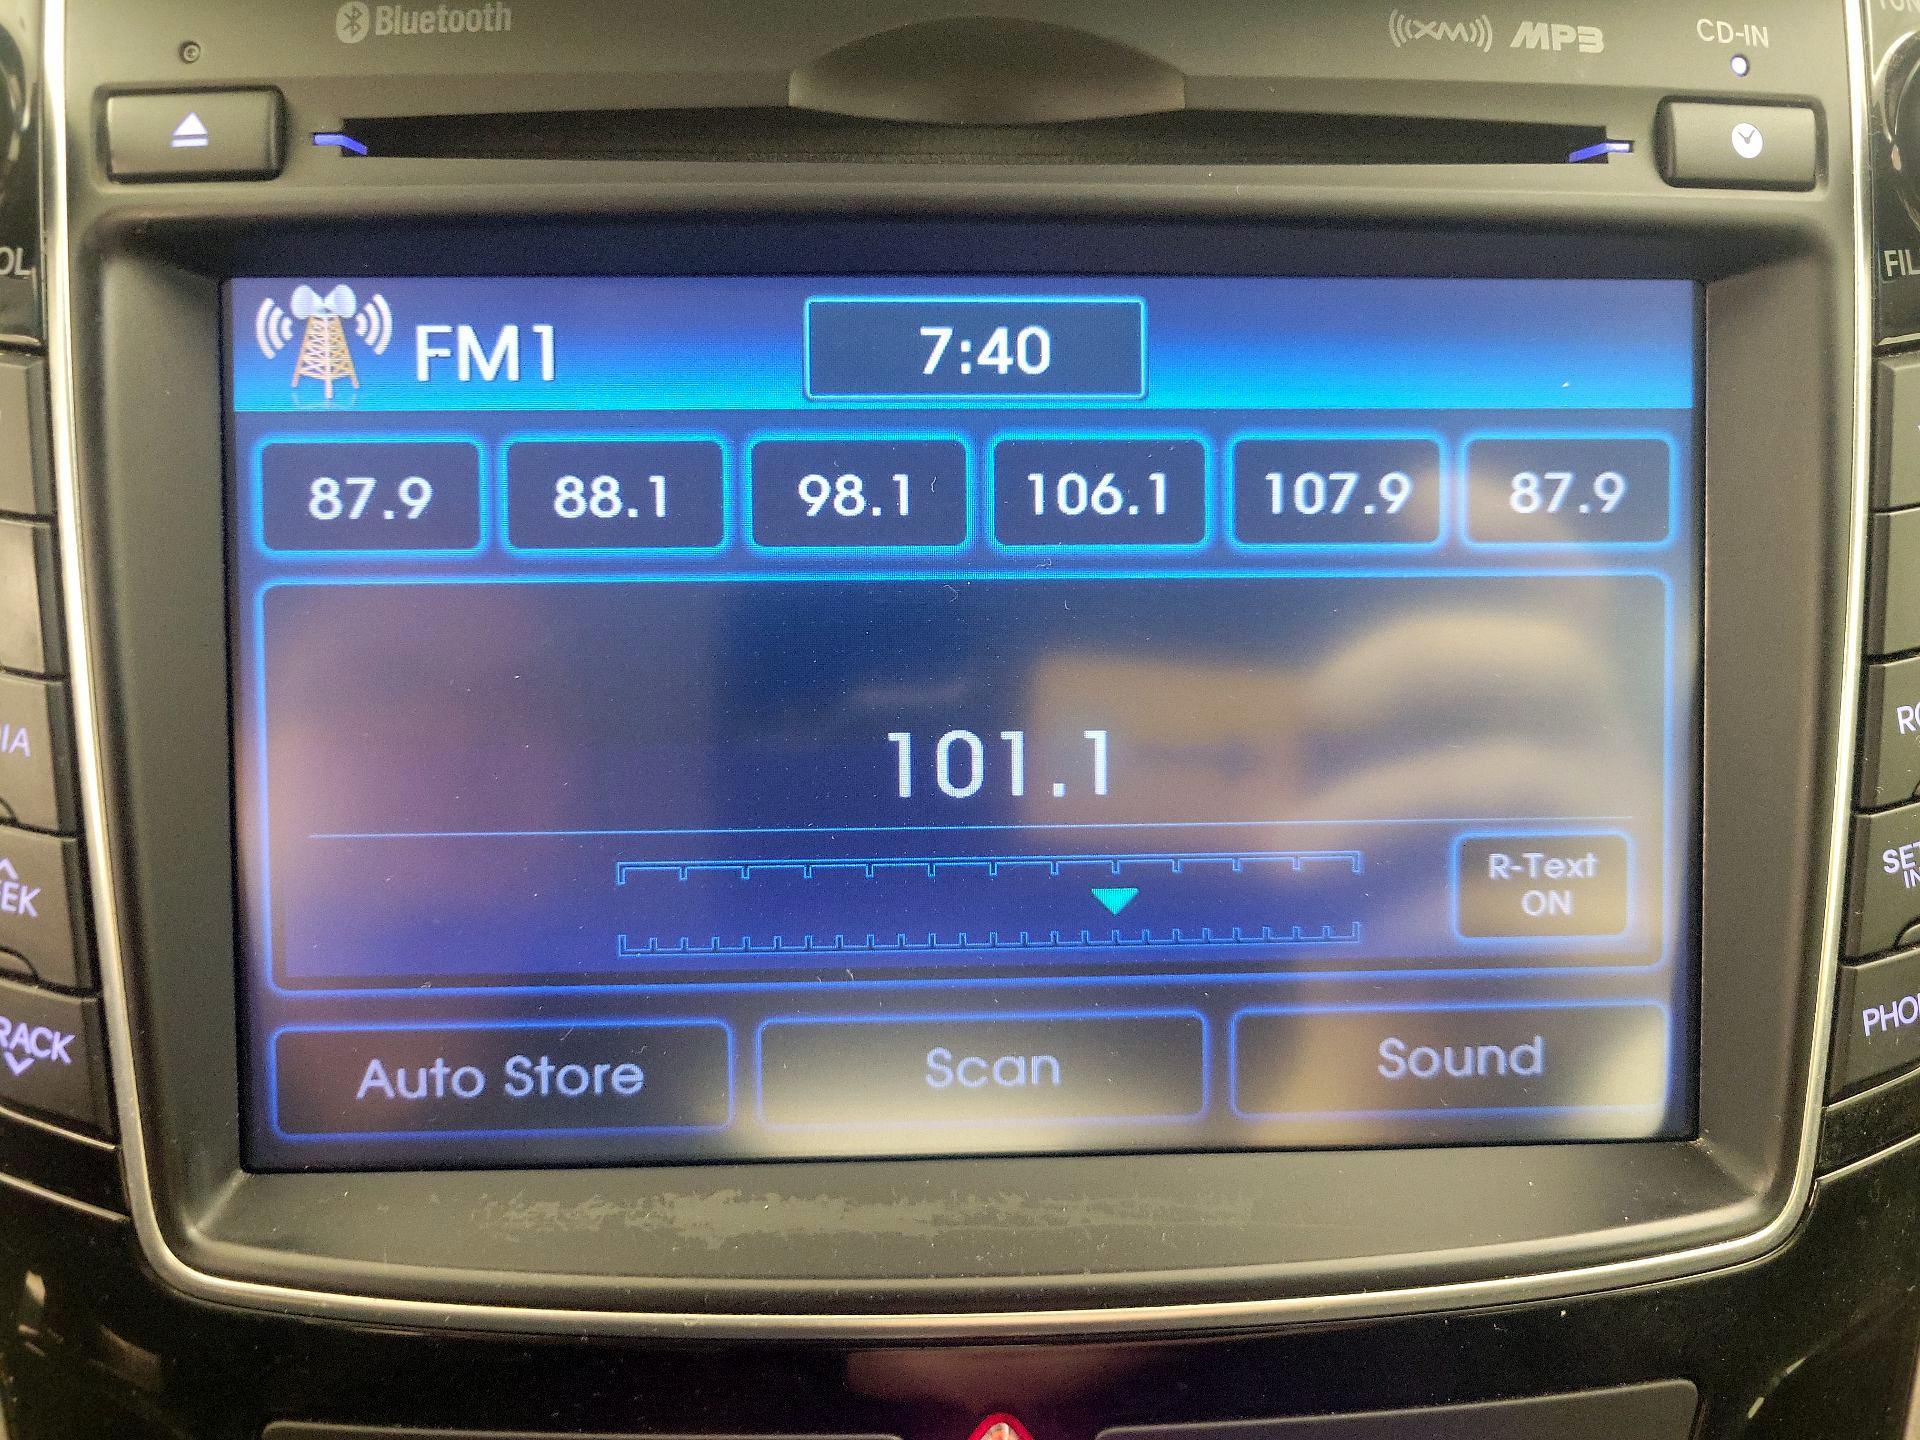 Bluetooth
((XM)) MP3 CD-IN
FM1 7:40
87.9 88.1 98.1 106.1 107.9 87.9
101.1
R-Text
ON
Auto Store Scan Sound